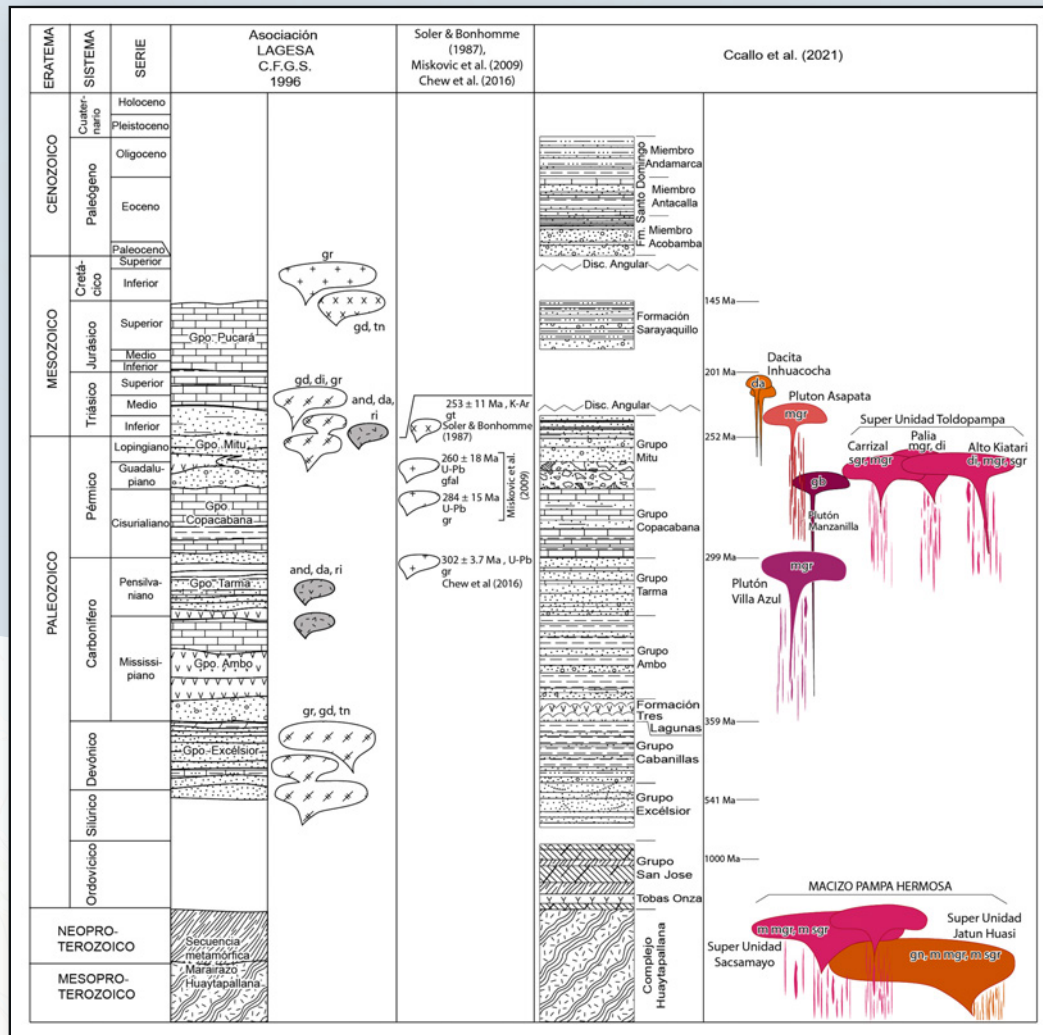 ERATEMA
SISTEMA
SERIE
Asociación
LAGESA
C.F.G.S.
1996
Soler & Bonhomme
(1987),
Miskovic et al. (2009)
Chew et al. (2016)
Ccallo et al. (2021)
CENOZOICO
MESOZOICO
PALEOZOICO
NEOPRO-
TEROZOICO
MESOPRO-
TEROZOICO
Cuater-
nario
Paleógeno
Cretá-
cico
Jurásico
Triásico
Pérmico
Carbonífero
Devónico
Silúrico
Ordovícico
Holoceno
Pleistoceno
Oligoceno
Eoceno
Paleoceno
Superior
Inferior
Superior
Medio
Inferior
Superior
Medio
Inferior
Lopingiano
Guadalu-
puiano
Cisurialiano
Pensilva-
niano
Mississi-
piano
Gpo. Pucará
Gpo. Mitu
Gpo.
Copacabana
Gpo. Tarma
Gpo. Ambo
Gpo. Excélsior
Secuencia
metamórfica
Marairazo
Huaytapallana
gr
gd, tn
gd, di, gr
and, da,
ri
and, da, ri
gr, gd, tn
253 ± 11 Ma , K-Ar
gt
Soler & Bonhomme
(1987)
260 ± 18 Ma
U-Pb
gfal
284 ± 15 Ma
U-Pb
gr
Miskovic et al.
(2009)
302 ± 3.7 Ma , U-Pb
gr
Chew et al (2016)
Miembro
Andamarca
Miembro
Antacalla
Miembro
Acobamba
Fm. Santo Domingo
Disc. Angular
Formación
Sarayaquillo
Disc. Angular
Grupo
Mitu
Grupo
Copacabana
Grupo
Tarma
Grupo
Ambo
Formación
Tres
Lagunas
Grupo
Cabanillas
Grupo
Excélsior
Grupo
San Jose
Tobas Onza
Complejo
Huaytapallana
145 Ma
201 Ma
252 Ma
299 Ma
359 Ma
541 Ma
1000 Ma
Dacita
Inhuacocha
da
Pluton Asapata
mgr
Super Unidad Toldopampa
Carrizal
sgr, mgr
Palia
mgr, di
Alto Kiatari
di, mgr, sgr
gb
Plutón
Manzanilla
mgr
Plutón
Villa Azul
MACIZO PAMPA HERMOSA
m mgr, m sgr
Super Unidad
Sacsamayo
Super Unidad
Jatun Huasi
gn, m mgr, m sgr